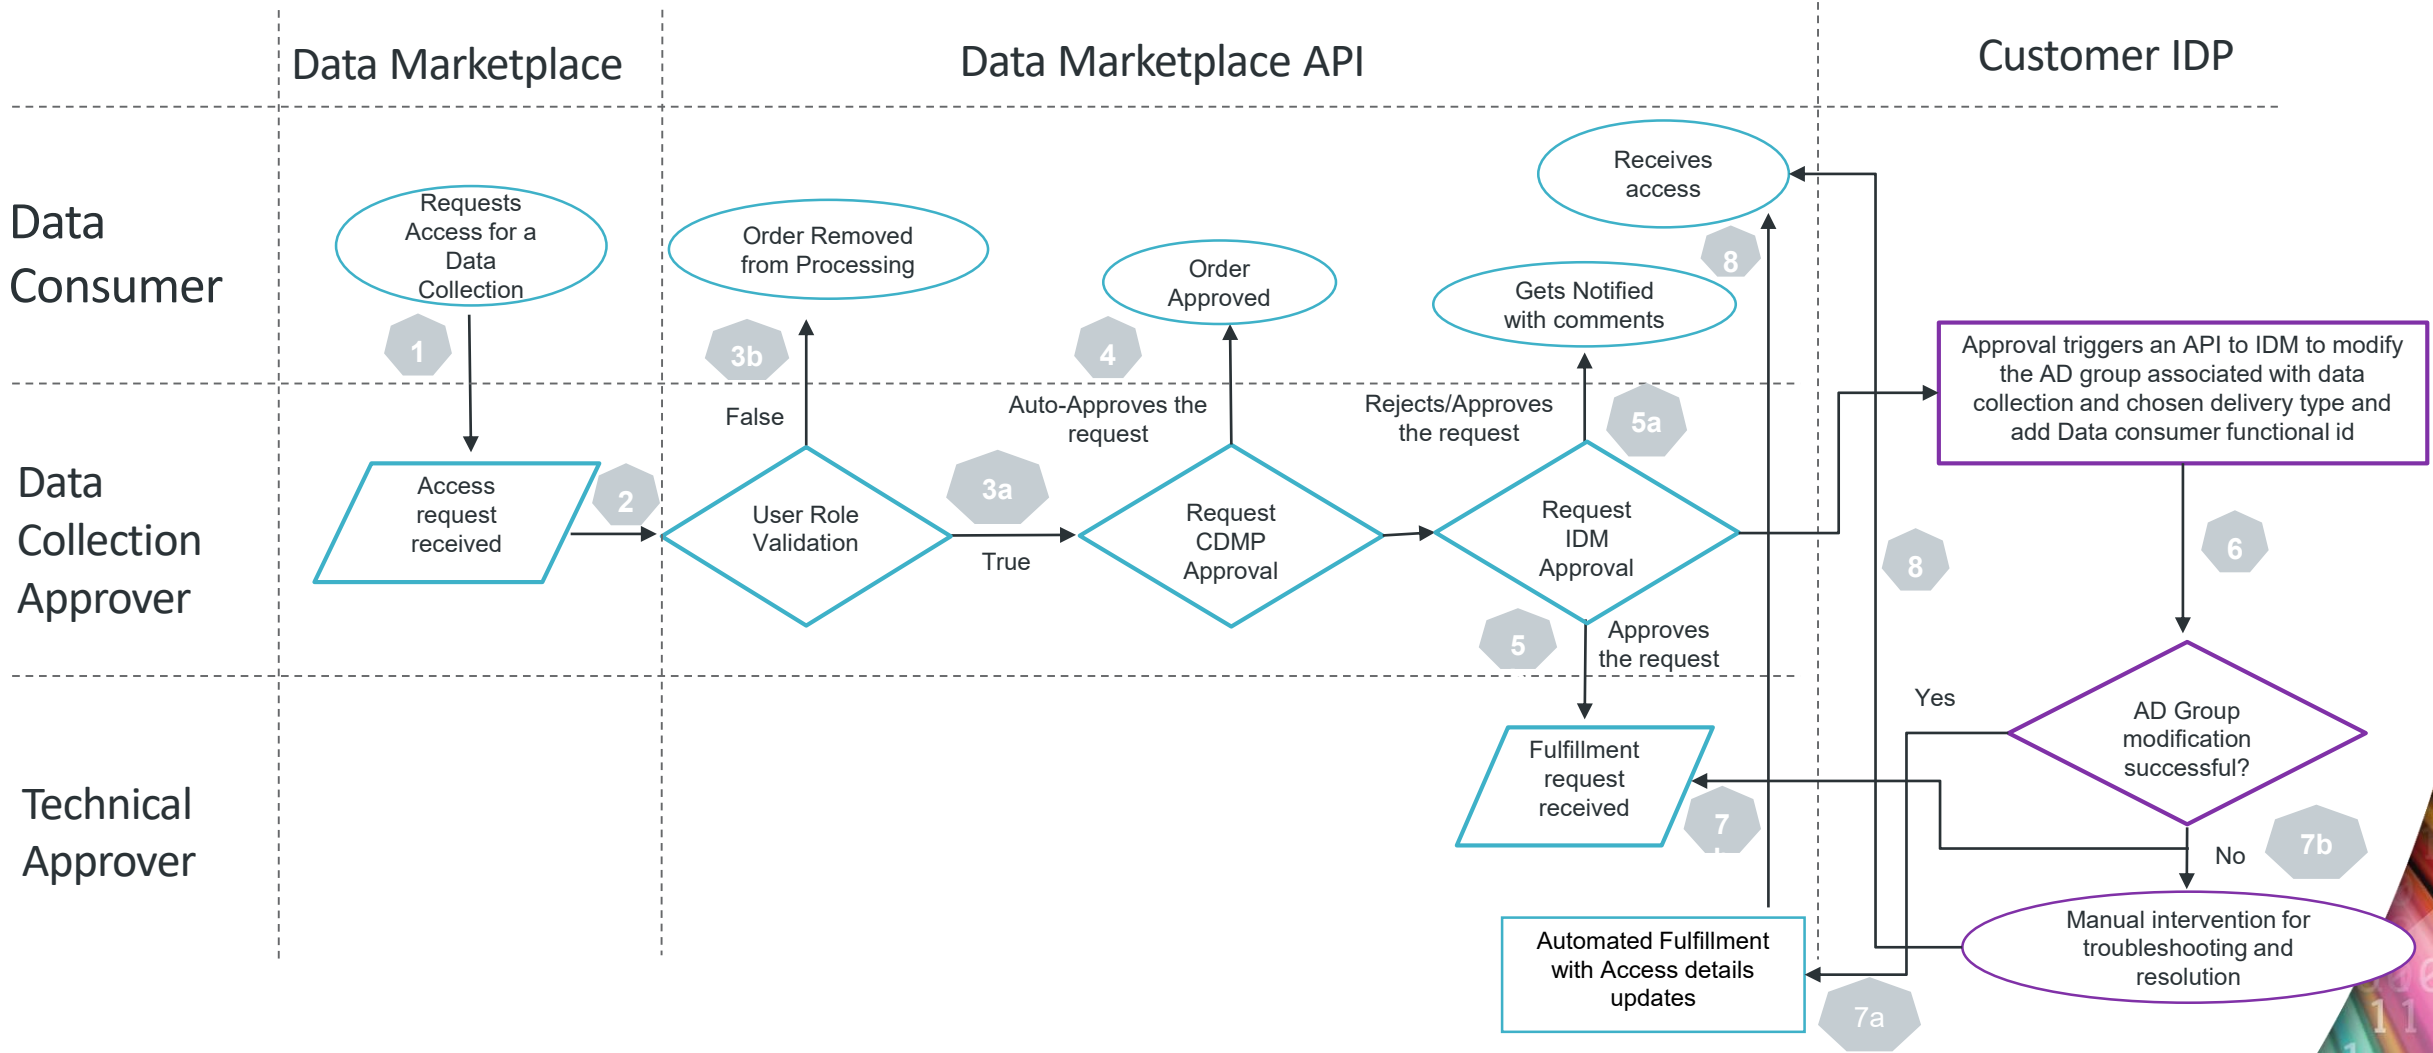 Data Marketplace
Data Marketplace API
Customer IDP
Data
Consumer
Requests
Access for a
Data
Collection
Order Removed
from Processing
Order
Approved
Receives
access
Gets Notified
with comments
8
1
3b
4
Approval triggers an API to IDM to modify
the AD group associated with data
collection and chosen delivery type and
add Data consumer functional id
False
Auto-Approves the
request
Rejects/Approves
the request
5a
Data
Collection
Approver
Access
request
received
2
User Role
Validation
3a
True
Request
CDMP
Approval
Request
IDM
Approval
8
6
5
Approves
the request
Technical
Approver
Fulfillment
request
received
7
Yes
AD Group
modification
successful?
No
7b
Automated Fulfillment
with Access details
updates
7a
Manual intervention for
troubleshooting and
resolution